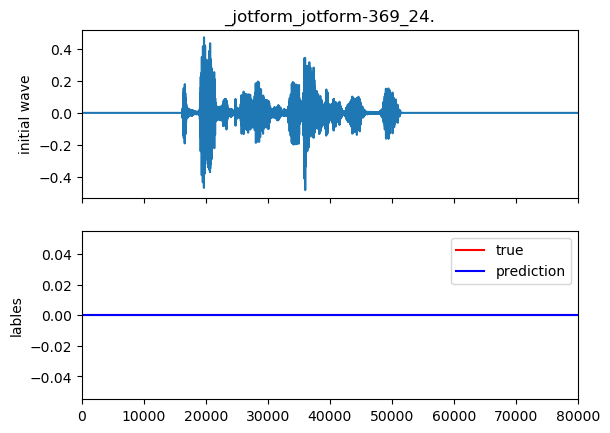 _jotform_jotform-369_24.
initial wave
0.4
0.2
0.0
−0.2
−0.4
lables
0.04
0.02
0.00
−0.02
−0.04
true
prediction
0 10000 20000 30000 40000 50000 60000 70000 80000